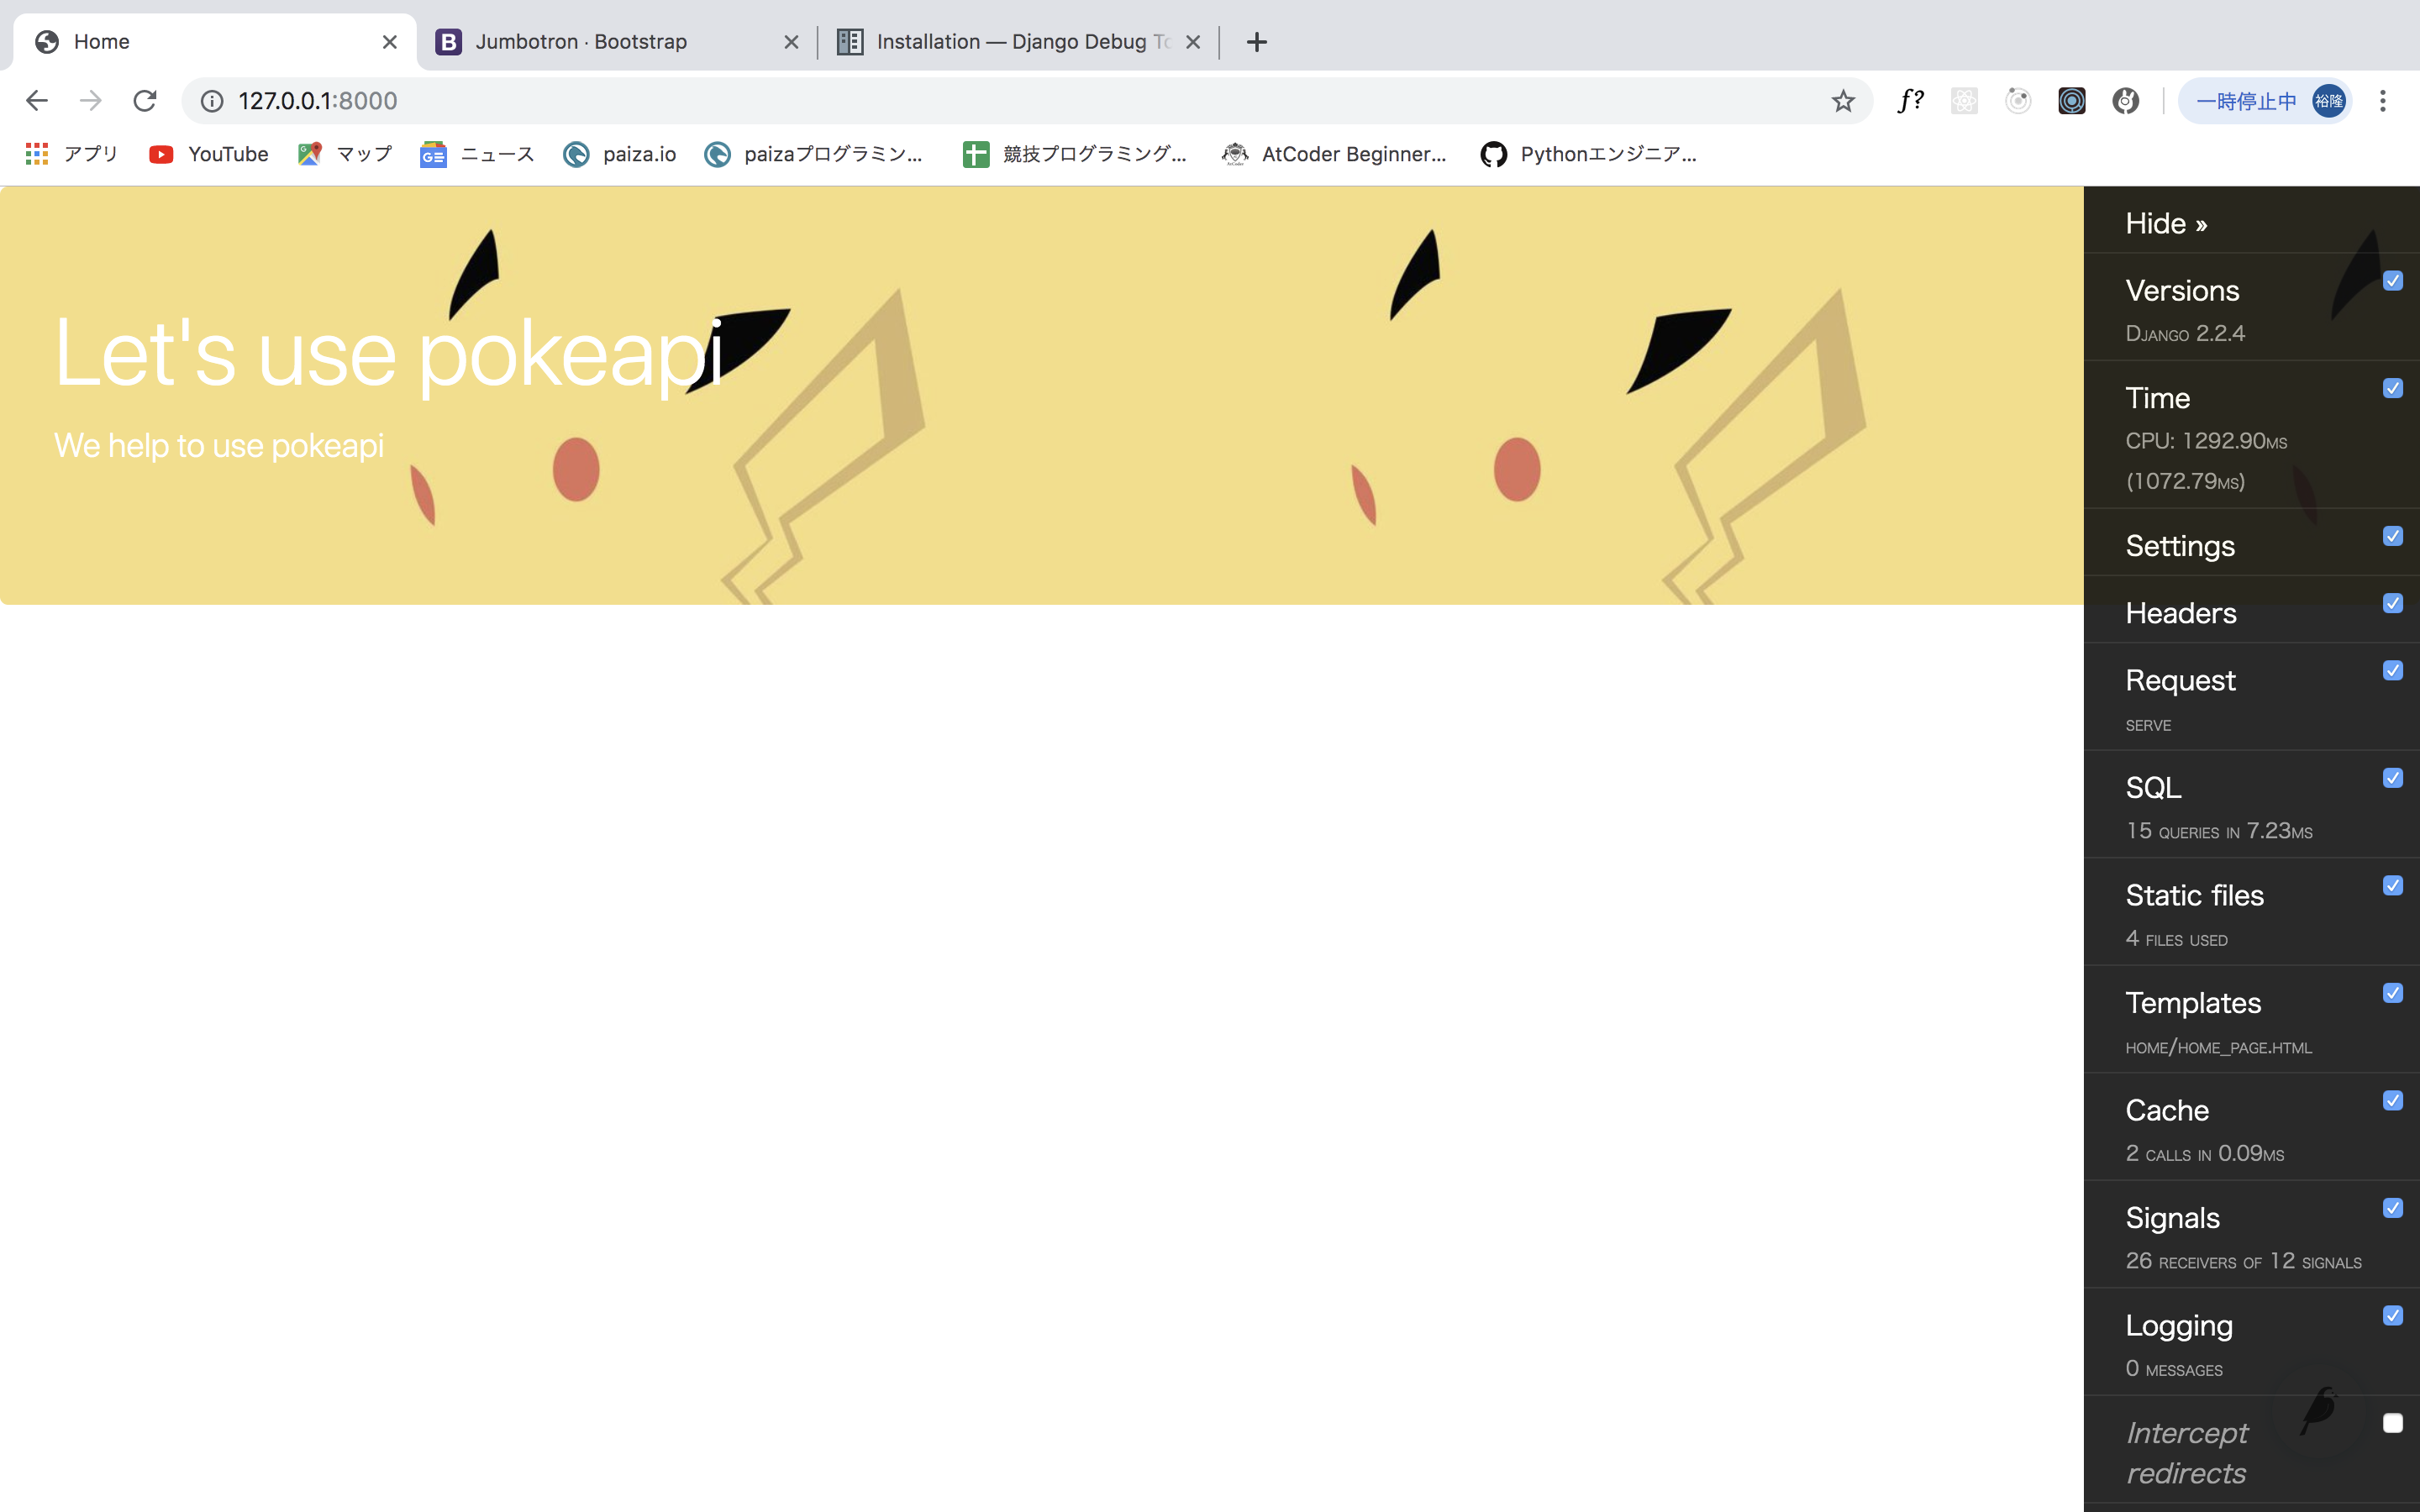 Home
Jumbotron · Bootstrap
Installation — Django Debug To
127.0.0.1:8000
f?
一時停止中
裕隆
アプリ
YouTube
マップ
ニュース
paiza.io
paizaプログラミン...
競技プログラミング...
AtCoder Beginner...
Pythonエンジニア...
Let's use pokeapi
We help to use pokeapi
Hide »
Versions
Django 2.2.4
Time
CPU: 1292.90ms
(1072.79ms)
Settings
Headers
Request
serve
SQL
15 queries in 7.23ms
Static files
4 files used
Templates
home/home_page.html
Cache
2 calls in 0.09ms
Signals
26 receivers of 12 signals
Logging
0 messages
Intercept
redirects